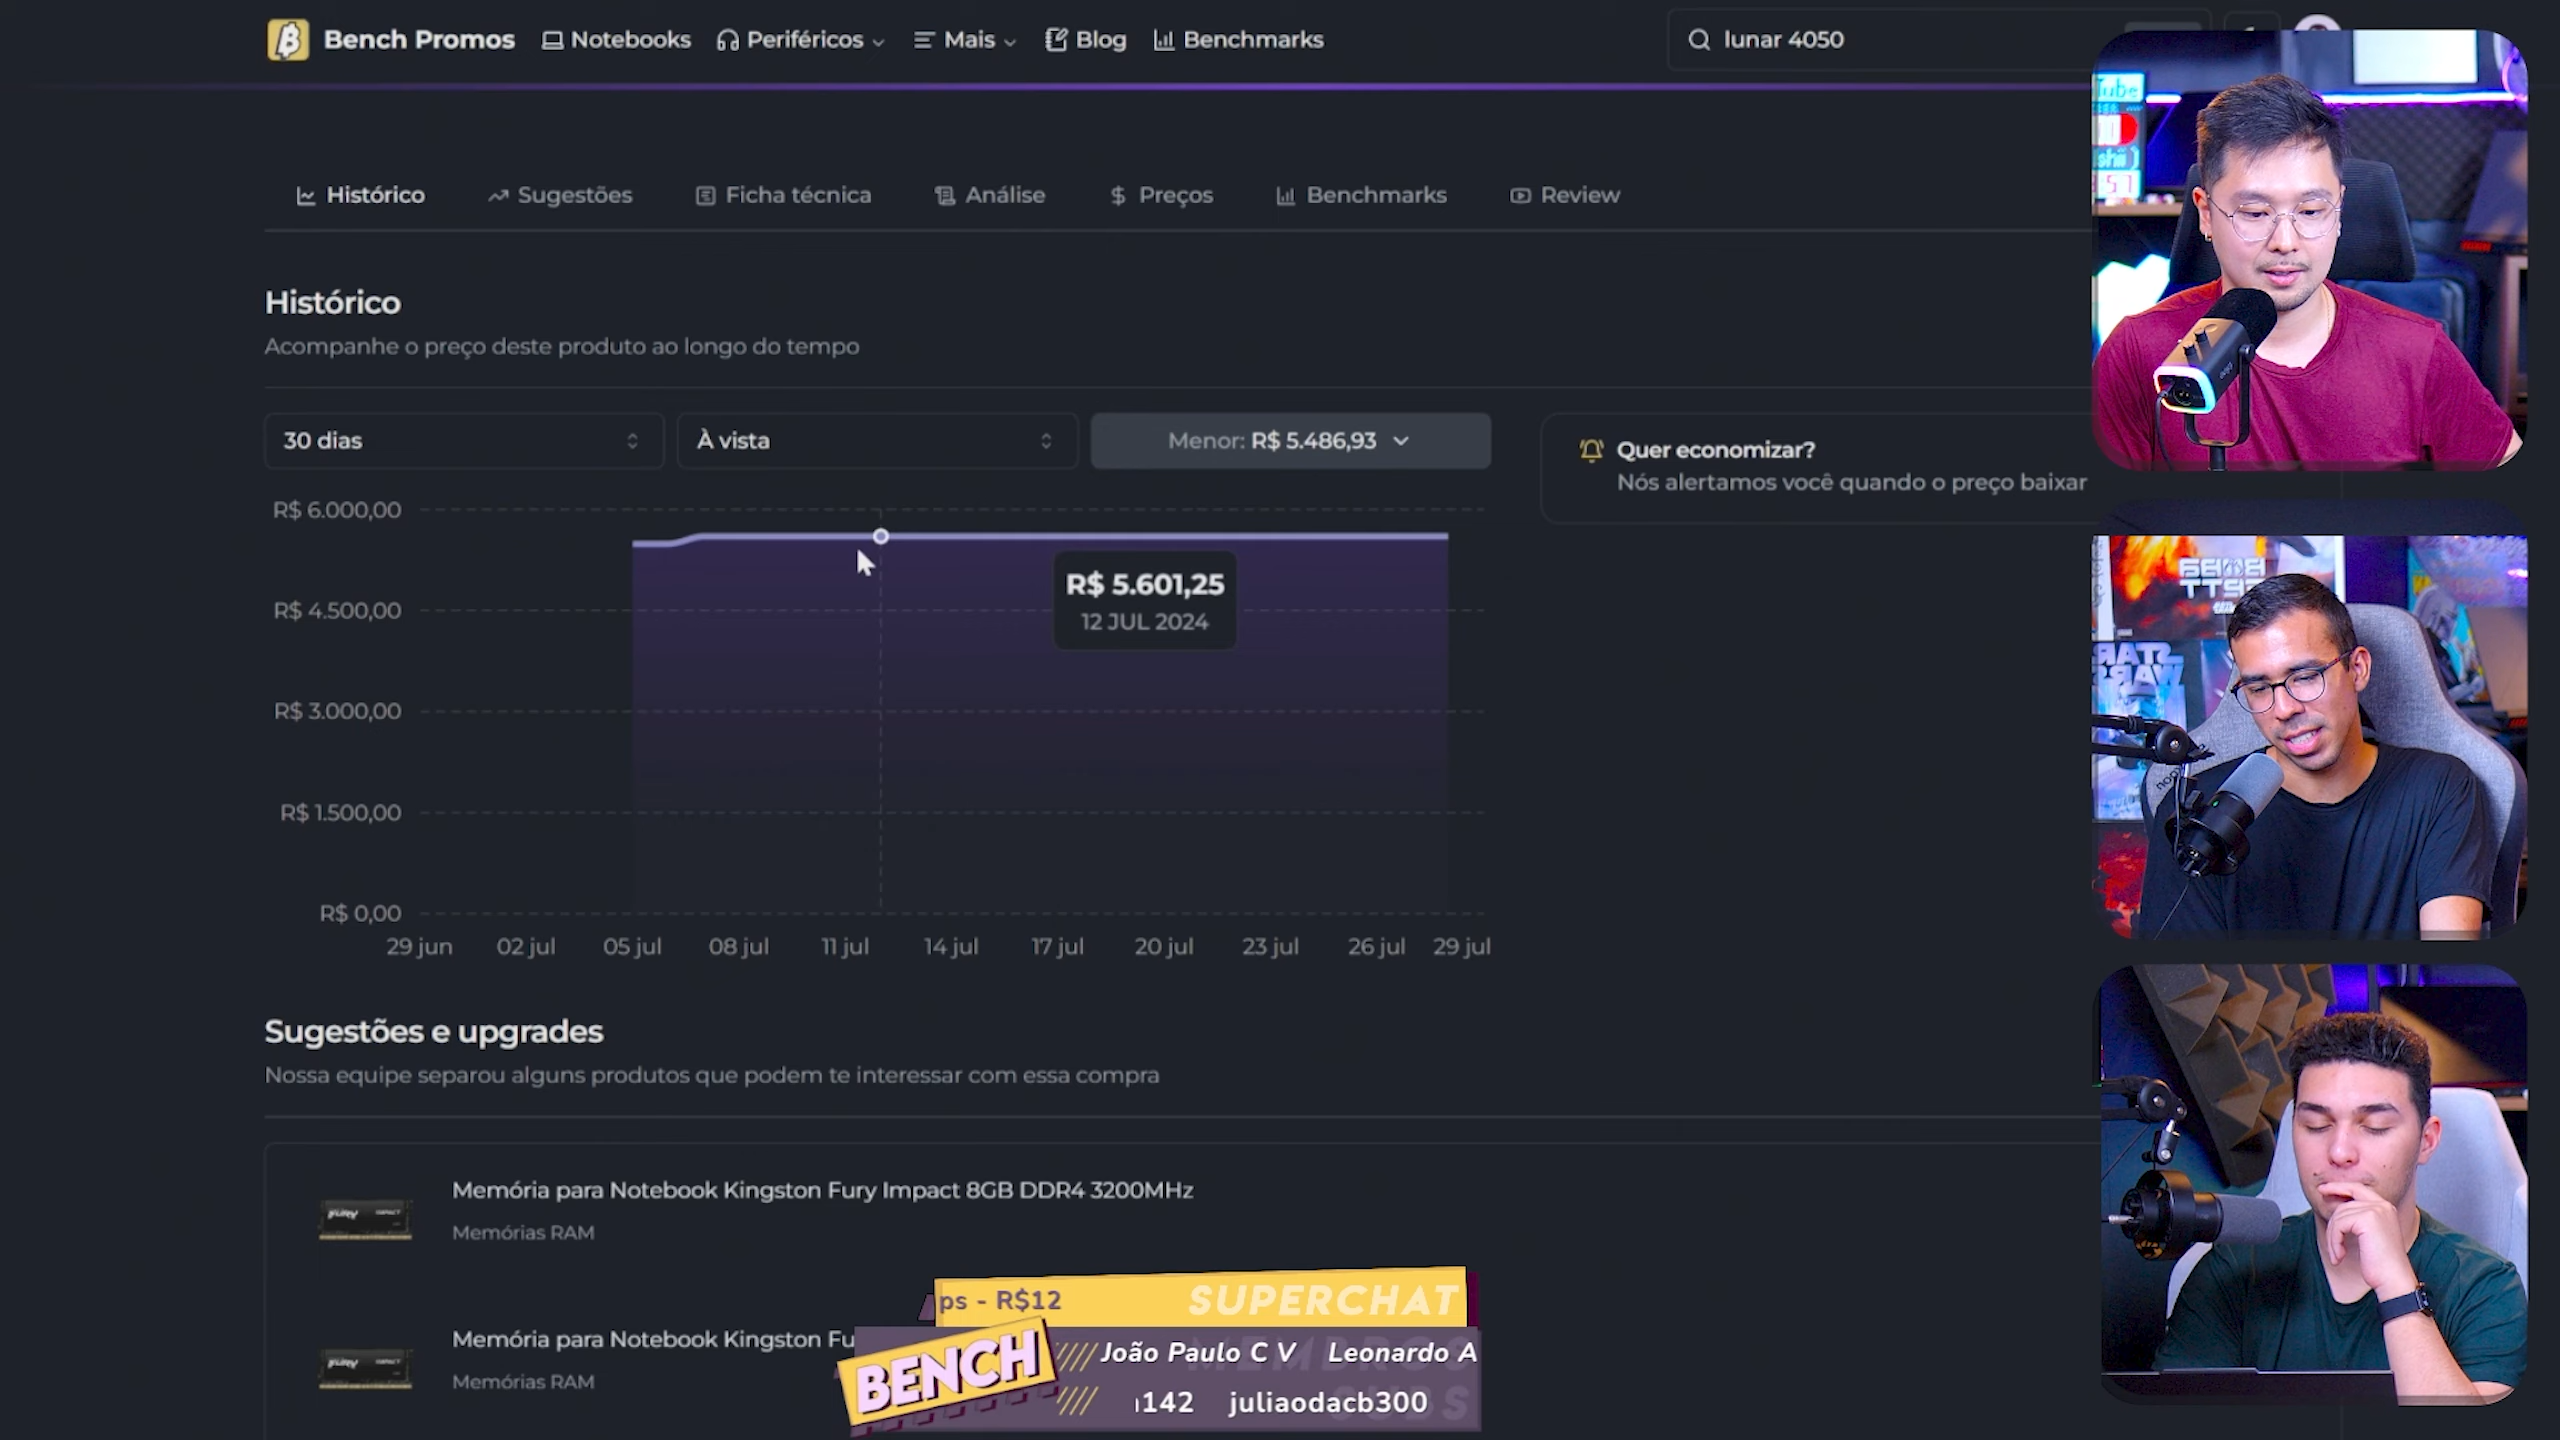 Bench Promos
Notebooks
Periféricos
Mais
Blog
Benchmarks
lunar 4050
Histórico
Sugestões
Ficha técnica
Análise
Preços
Benchmarks
Review
Histórico
Acompanhe o preço deste produto ao longo do tempo
30 dias
À vista
Menor: R$ 5.486,93
Quer economizar?
Nós alertamos você quando o preço baixar
R$ 6.000,00
R$ 4.500,00
R$ 3.000,00
R$ 1.500,00
R$ 0,00
R$ 5.601,25
12 JUL 2024
29 jun
02 jul
05 jul
08 jul
11 jul
14 jul
17 jul
20 jul
23 jul
26 jul
29 jul
Sugestões e upgrades
Nossa equipe separou alguns produtos que podem te interessar com essa compra
Memória para Notebook Kingston Fury Impact 8GB DDR4 3200MHz
Memórias RAM
Memória para Notebook Kingston Fu
Memórias RAM
ps - R$12
SUPERCHAT
BENCH
João Paulo C V
Leonardo A
MEMBROS
142
juliaodacb300
SUBS